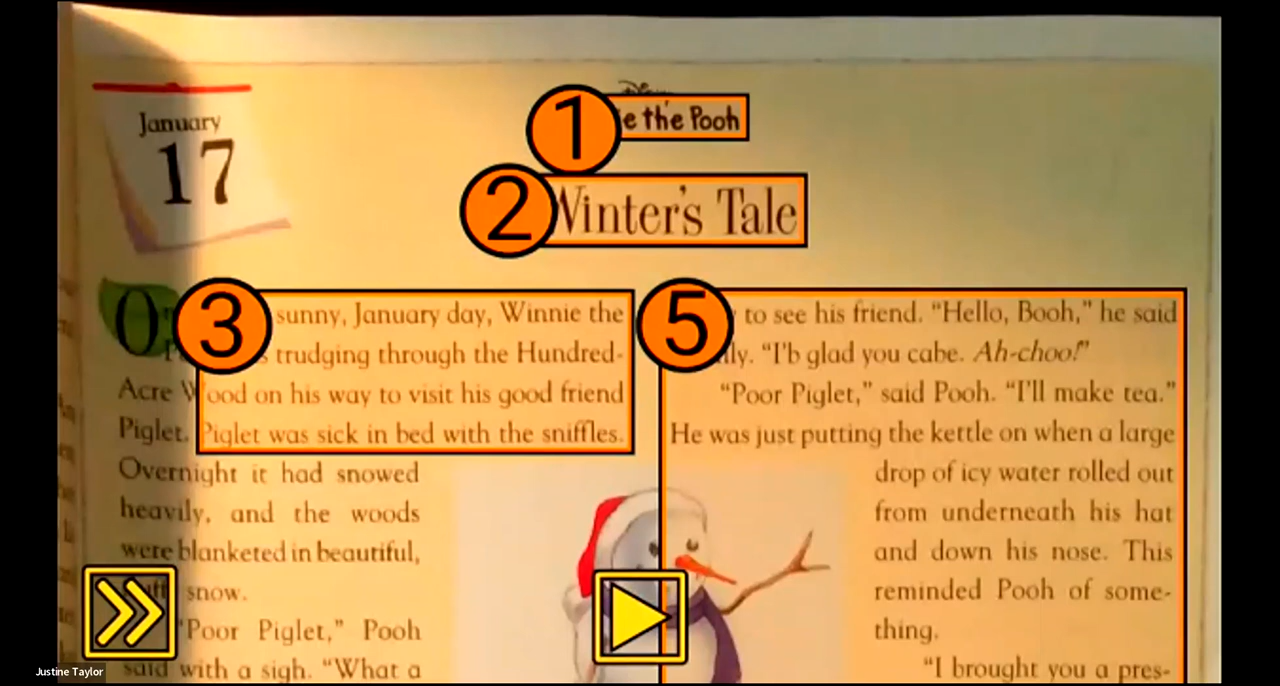 January
17
1
e the Pooh
2
Winter's Tale
3
sunny, January day, Winnie the
trudging through the Hundred-
Acre Wood on his way to visit his good friend
Piglet. Piglet was sick in bed with the sniffles.
Overnight it had snowed
heavily, and the woods
were blanketed in beautiful,
snow.
"Poor Piglet," Pooh
said with a sigh. "What a
5
to see his friend. "Hello, Booh," he said
"I'b glad you cabe. Ah-choo!"
"Poor Piglet," said Pooh. "I'll make tea."
He was just putting the kettle on when a large
drop of icy water rolled out
from underneath his hat
and down his nose. This
reminded Pooh of some-
thing.
"I brought you a pres-
Justine Taylor